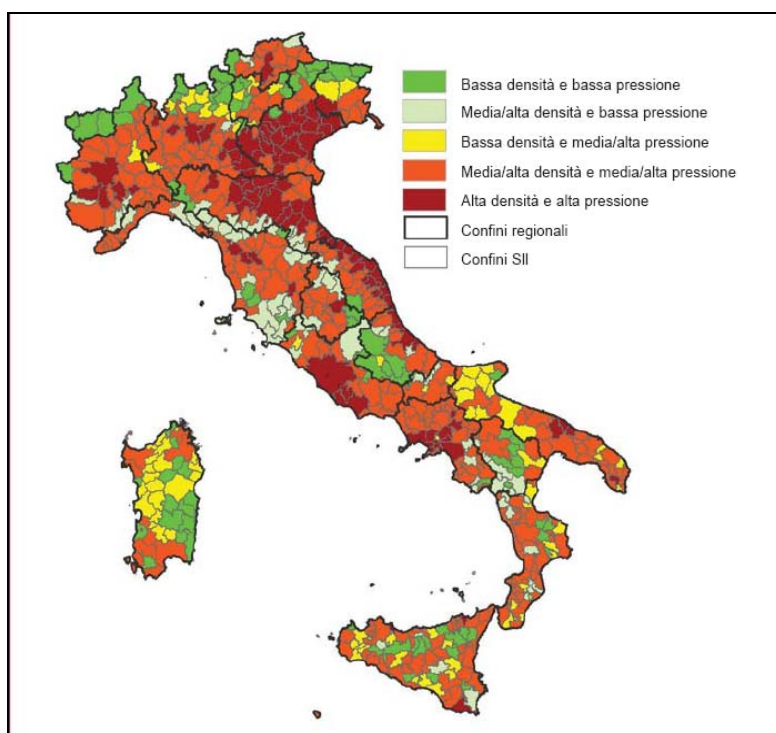 Bassa densità e bassa pressione
Media/alta densità e bassa pressione
Bassa densità e media/alta pressione
Media/alta densità e media/alta pressione
Alta densità e alta pressione
Confini regionali
Confini SII